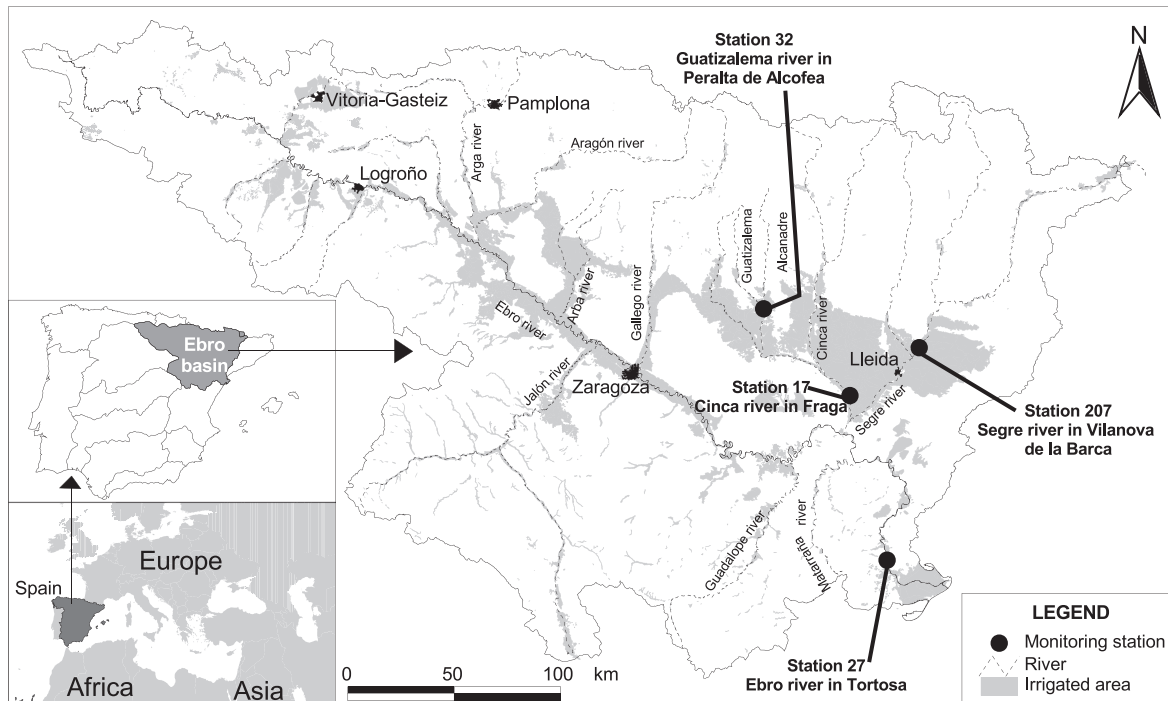 Station 32
Guatizalema river in
Peralta de Alcofea
N
Vitoria-Gasteiz
Pamplona
Arga river
Aragón river
Logroño
Guatizalema
Alcanadre
Ebro river
Arba river
Gallego river
Cinca river
Lleida
Jalón river
Zaragoza
Station 17
Cinca river in Fraga
Segre river
Station 207
Segre river in Vilanova
de la Barca
Ebro
basin
Guadalope river
Matarraña river
Europe
Spain
Africa
Asia
0 50 100 km
Station 27
Ebro river in Tortosa
LEGEND
Monitoring station
River
Irrigated area